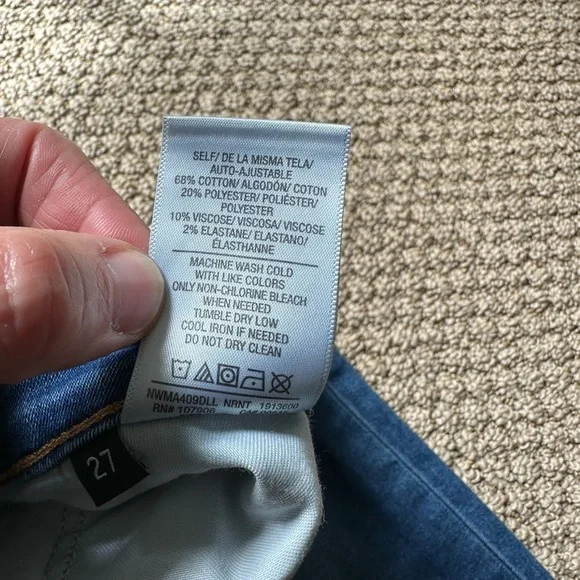 SELF/ DE LA MISMA TELA/
AUTO-AJUSTABLE
68% COTTON/ ALGODÓN/ COTON
20% POLYESTER/ POLIÉSTER/
POLYESTER
10% VISCOSE/ VISCOSA/ VISCOSE
2% ELASTANE/ ELASTANO/
ÉLASTHANNE
MACHINE WASH COLD
WITH LIKE COLORS
ONLY NON-CHLORINE BLEACH
WHEN NEEDED
TUMBLE DRY LOW
COOL IRON IF NEEDED
DO NOT DRY CLEAN
NWMA409DLL NRNT 1913600
RN# 107906
27